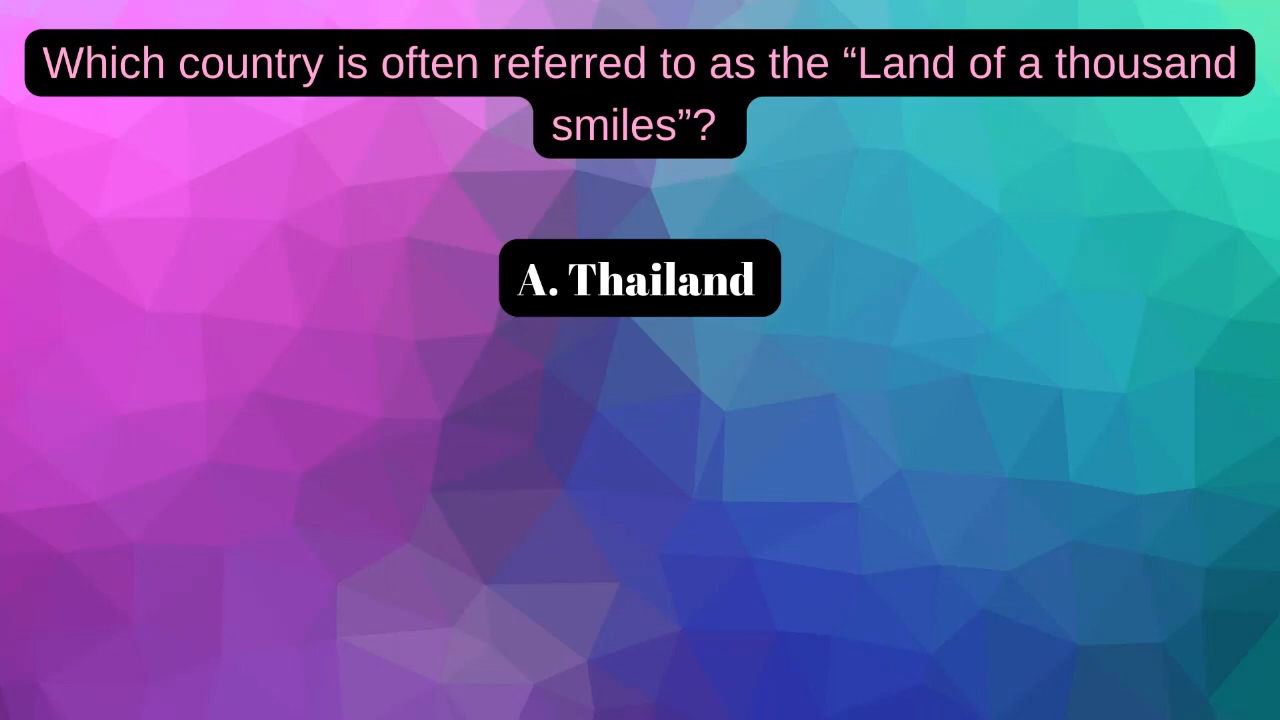 Which country is often referred to as the “Land of a thousand
smiles”?
A. Thailand